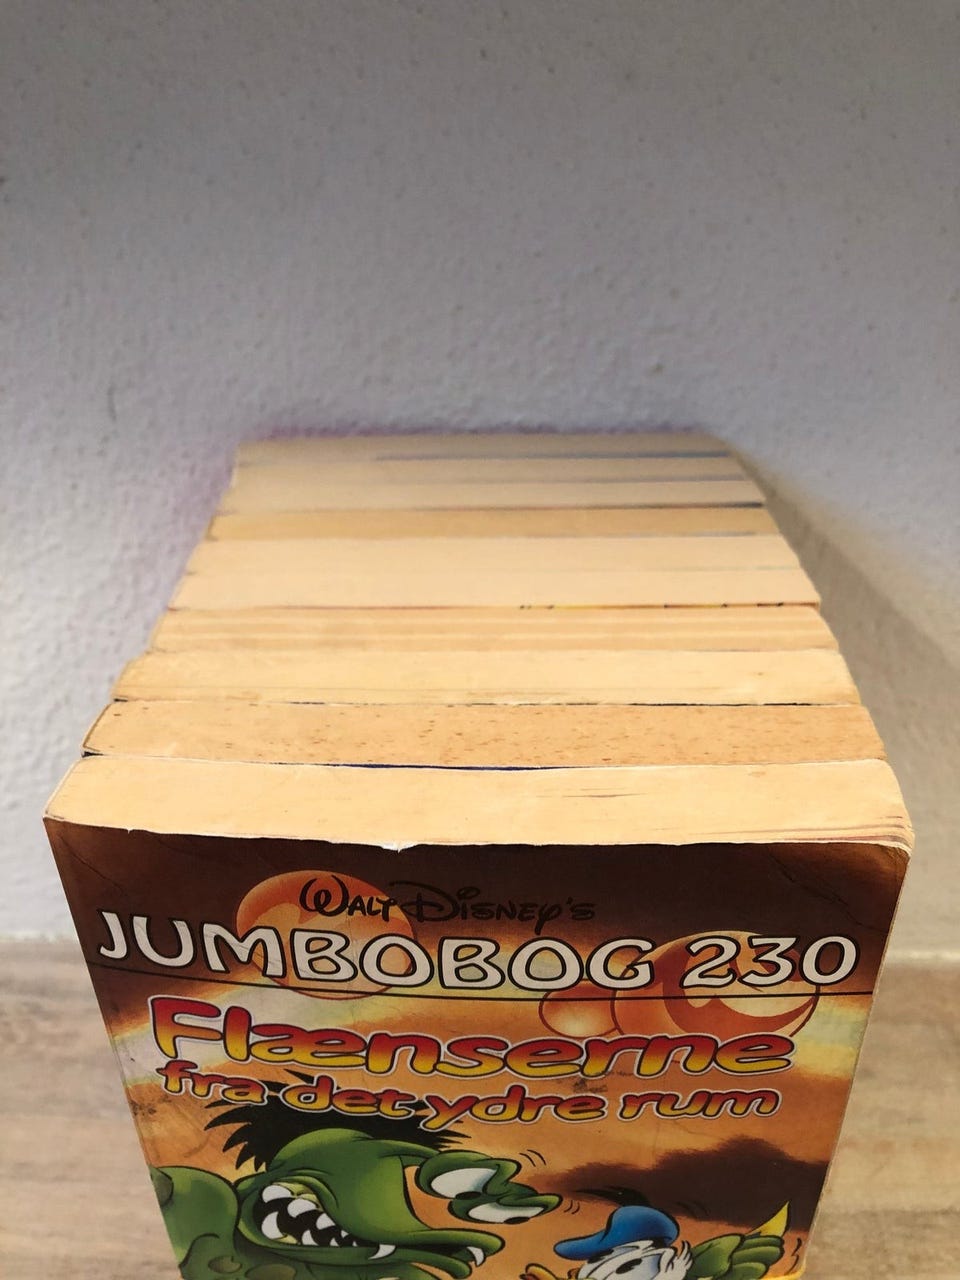 WALT DISNEY'S
JUMBOBOG 230
Flænserne
fra det ydre rum